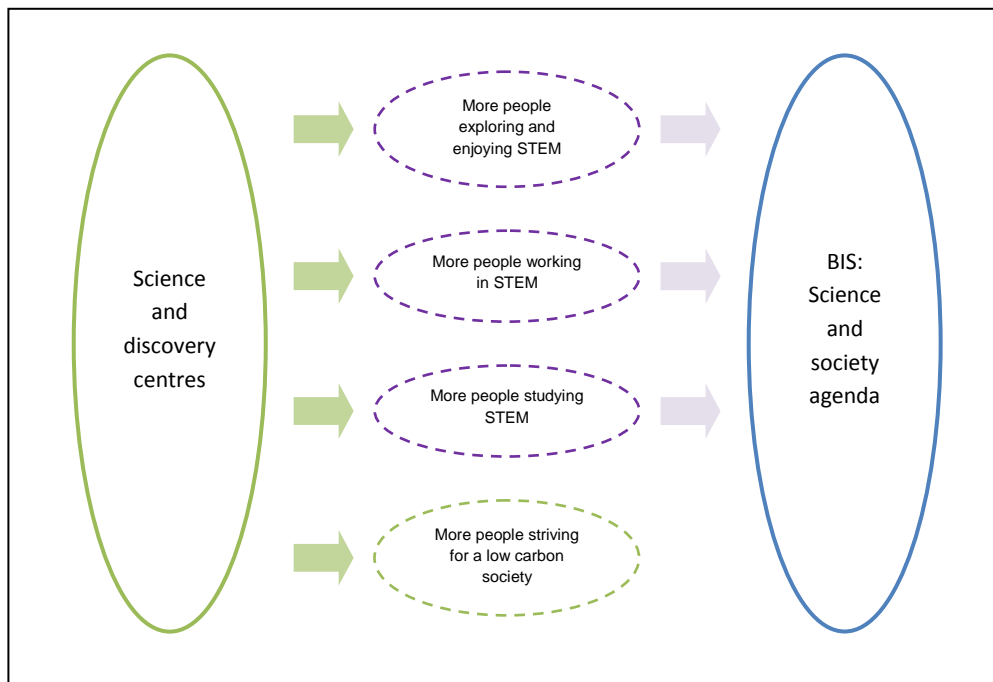 Science
and
discovery
centres
More people
exploring and
enjoying STEM
More people working
in STEM
More people studying
STEM
More people striving
for a low carbon
society
BIS:
Science
and
society
agenda